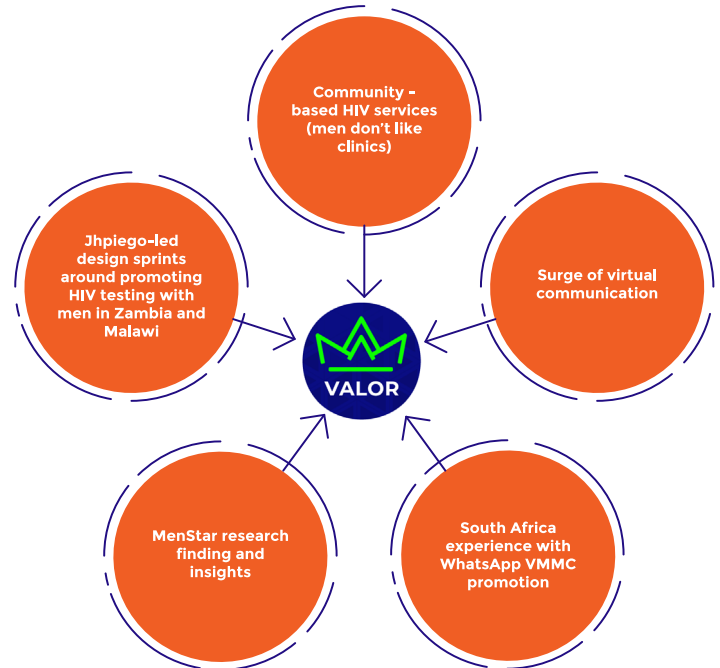 Community -
based HIV services
(men don't like
clinics)
Jhpiego-led
design sprints
around promoting
HIV testing with
men in Zambia and
Malawi
Surge of virtual
communication
VALOR
MenStar research
finding and
insights
South Africa
experience with
WhatsApp VMMC
promotion